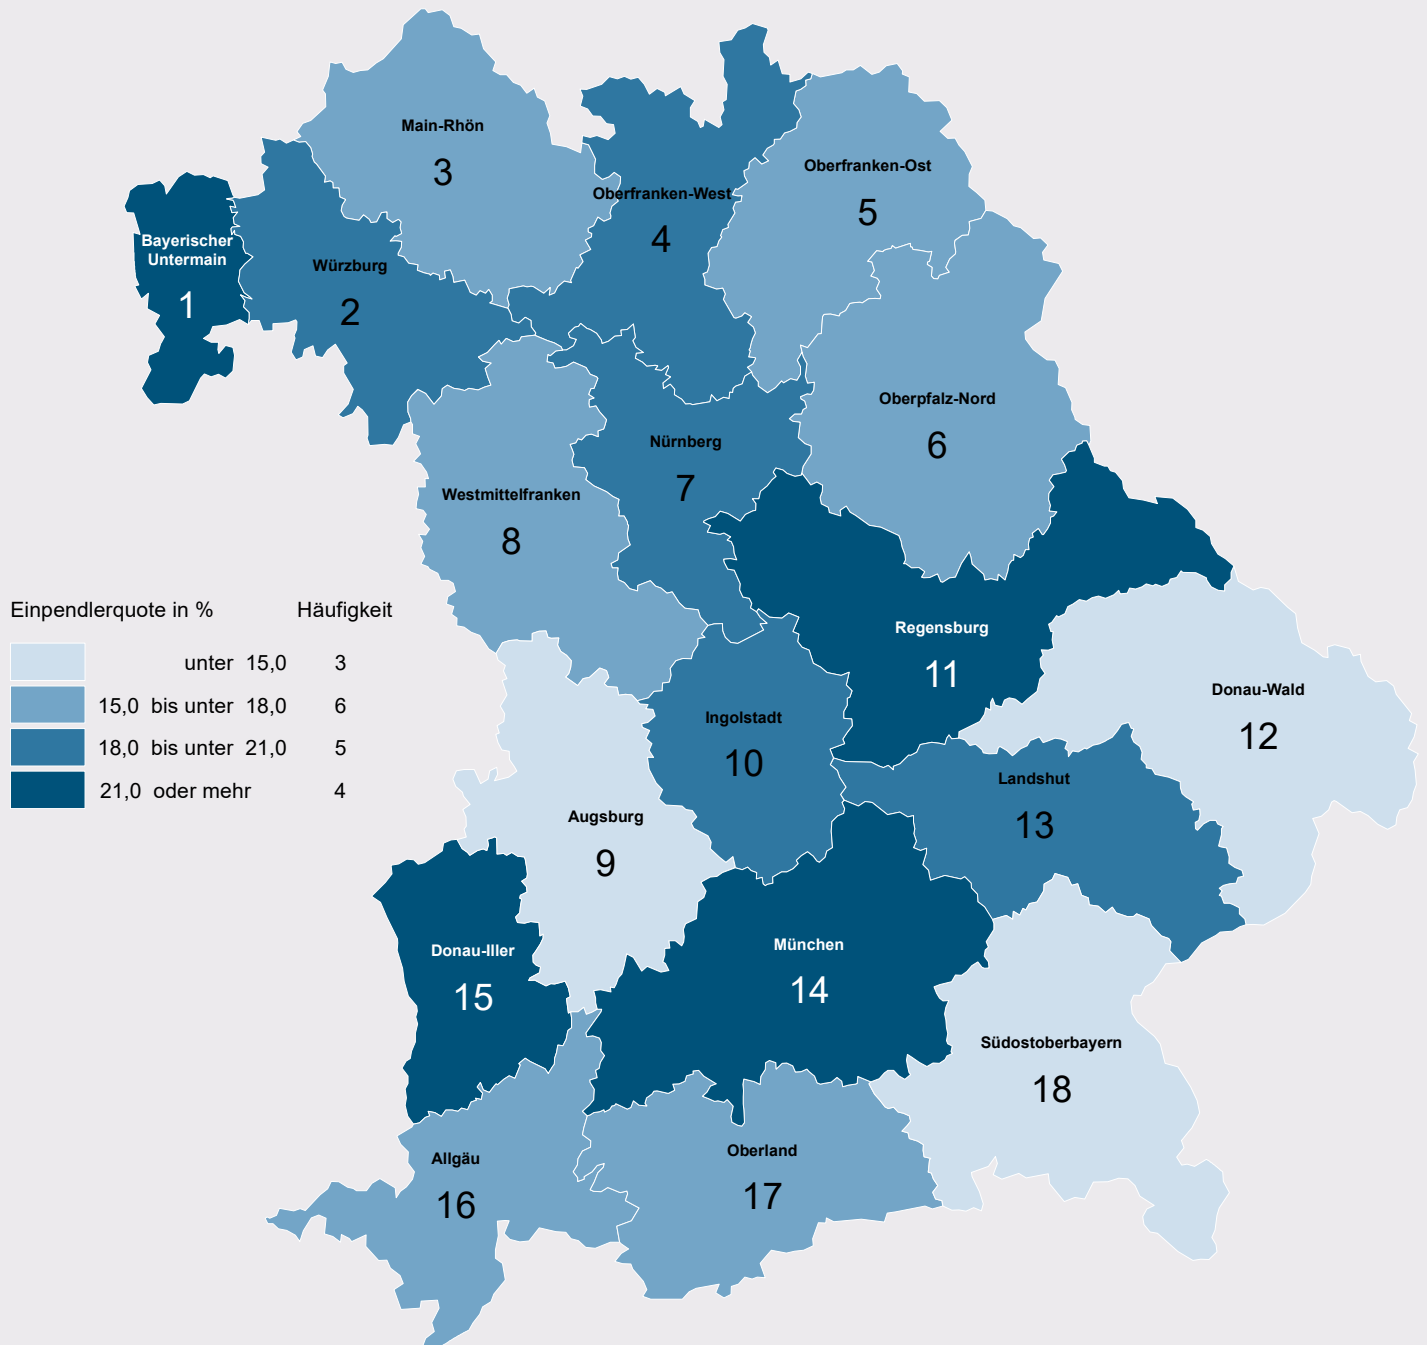 Main-Rhön
3
Oberfranken-West
4
Oberfranken-Ost
5
Bayerischer
Untermain
1
Würzburg
2
Oberpfalz-Nord
6
Nürnberg
7
Westmittelfranken
8
Einpendlerquote in % Häufigkeit
unter 15,0 3
15,0 bis unter 18,0 6
18,0 bis unter 21,0 5
21,0 oder mehr 4
Regensburg
11
Donau-Wald
12
Ingolstadt
10
Landshut
13
Augsburg
9
Donau-Iller
15
München
14
Südostoberbayern
18
Allgäu
16
Oberland
17